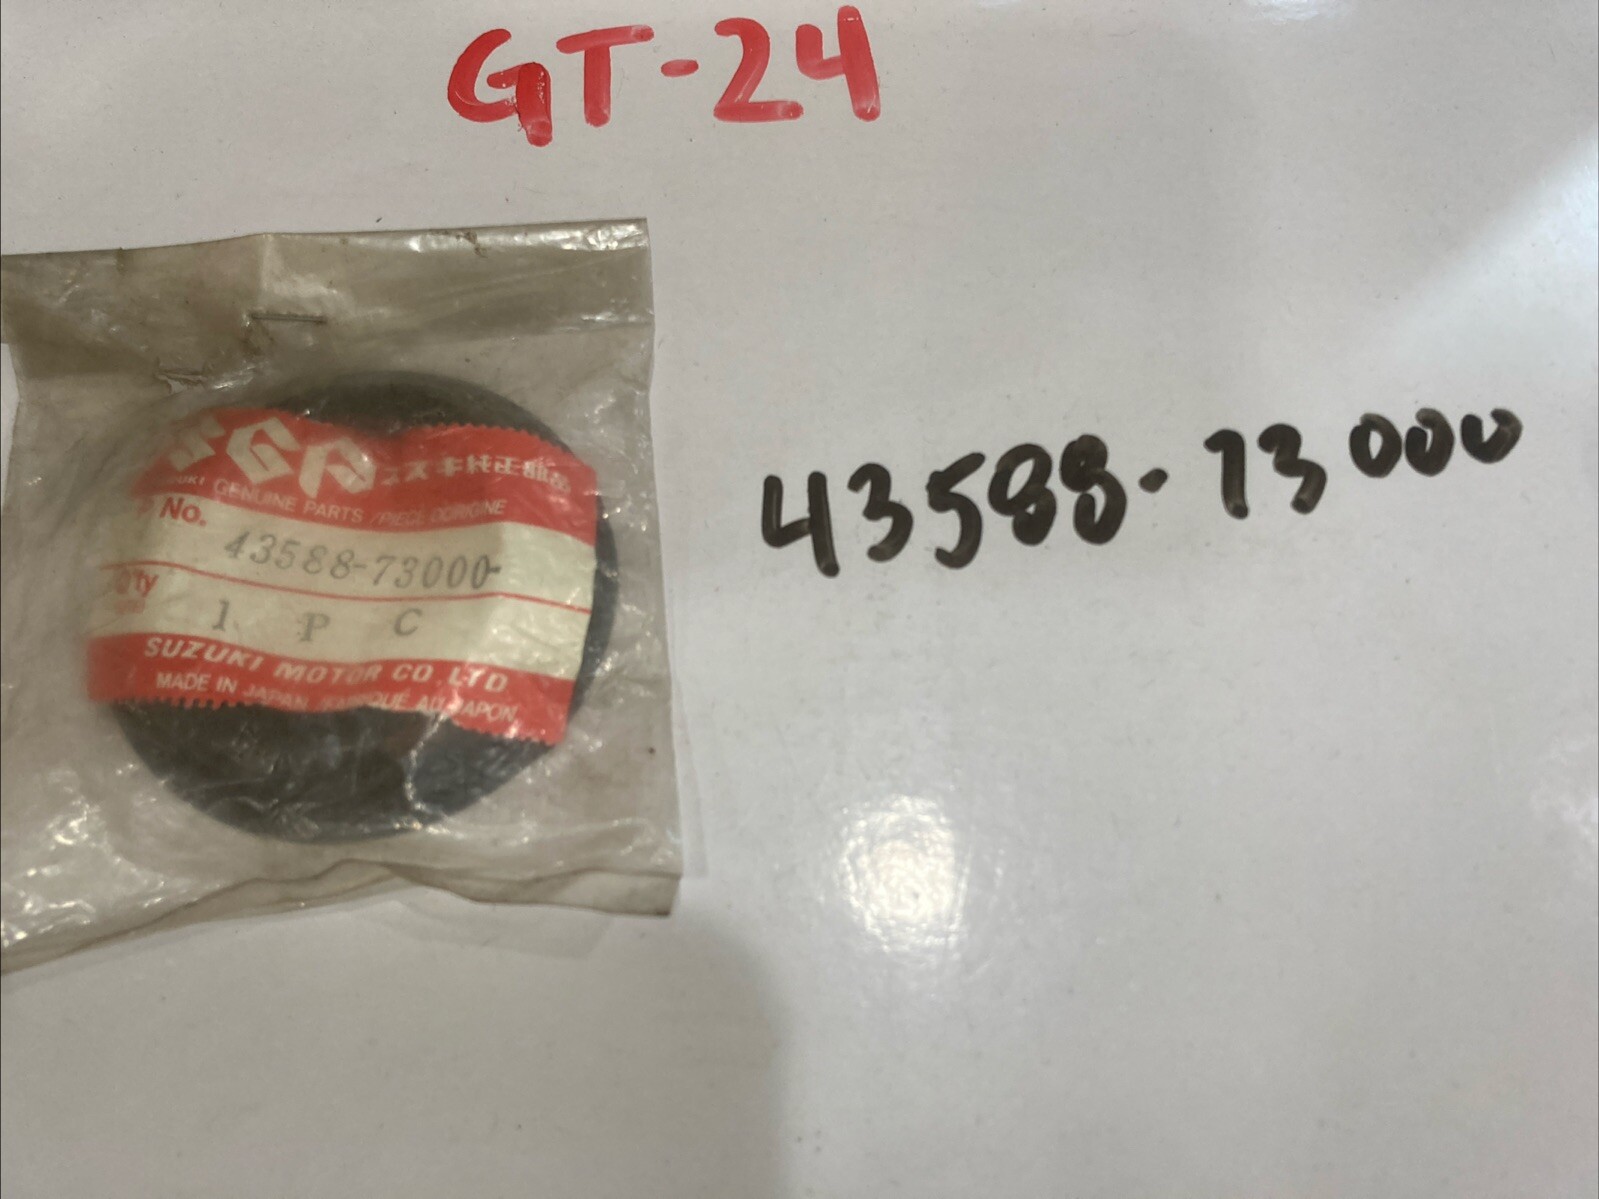 GT-24
SGP スズキ純正部品
SUZUKI GENUINE PARTS / PIECE D'ORIGINE
No.
43588-73000-
Q'ty
1 P C
SUZUKI MOTOR CO.,LTD
MADE IN JAPAN FABRIQUÉ AU JAPON
43588-73000